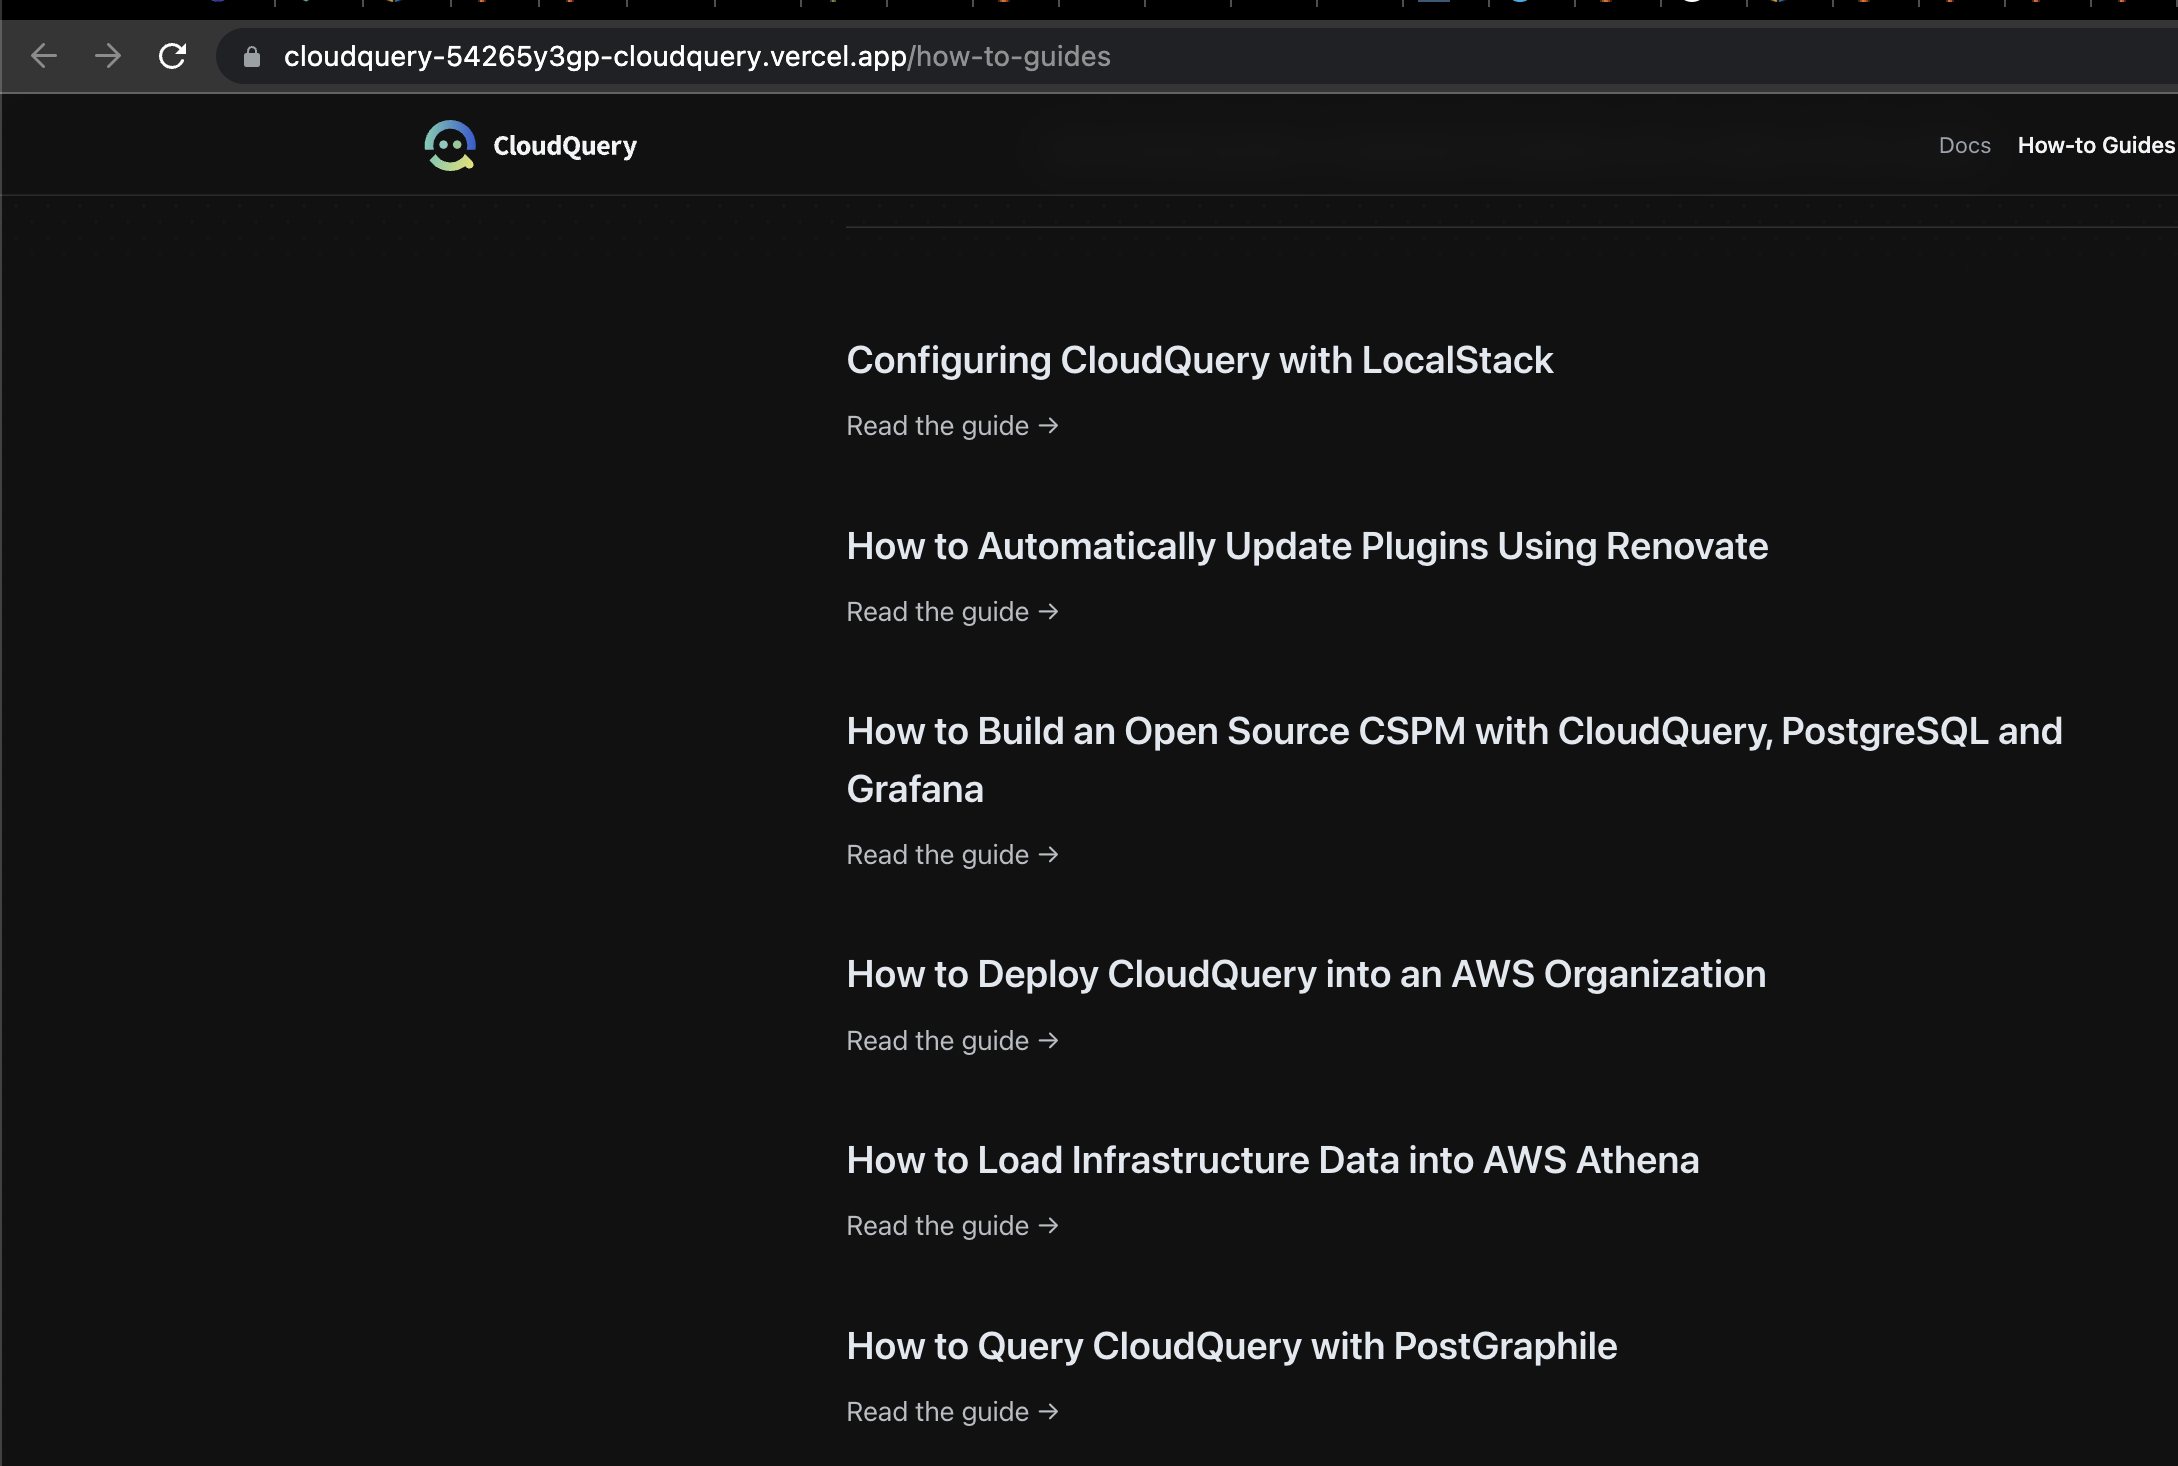 cloudquery-54265y3gp-cloudquery.vercel.app/how-to-guides
CloudQuery
Docs How-to Guides
Configuring CloudQuery with LocalStack
Read the guide →
How to Automatically Update Plugins Using Renovate
Read the guide →
How to Build an Open Source CSPM with CloudQuery, PostgreSQL and
Grafana
Read the guide →
How to Deploy CloudQuery into an AWS Organization
Read the guide →
How to Load Infrastructure Data into AWS Athena
Read the guide →
How to Query CloudQuery with PostGraphile
Read the guide →